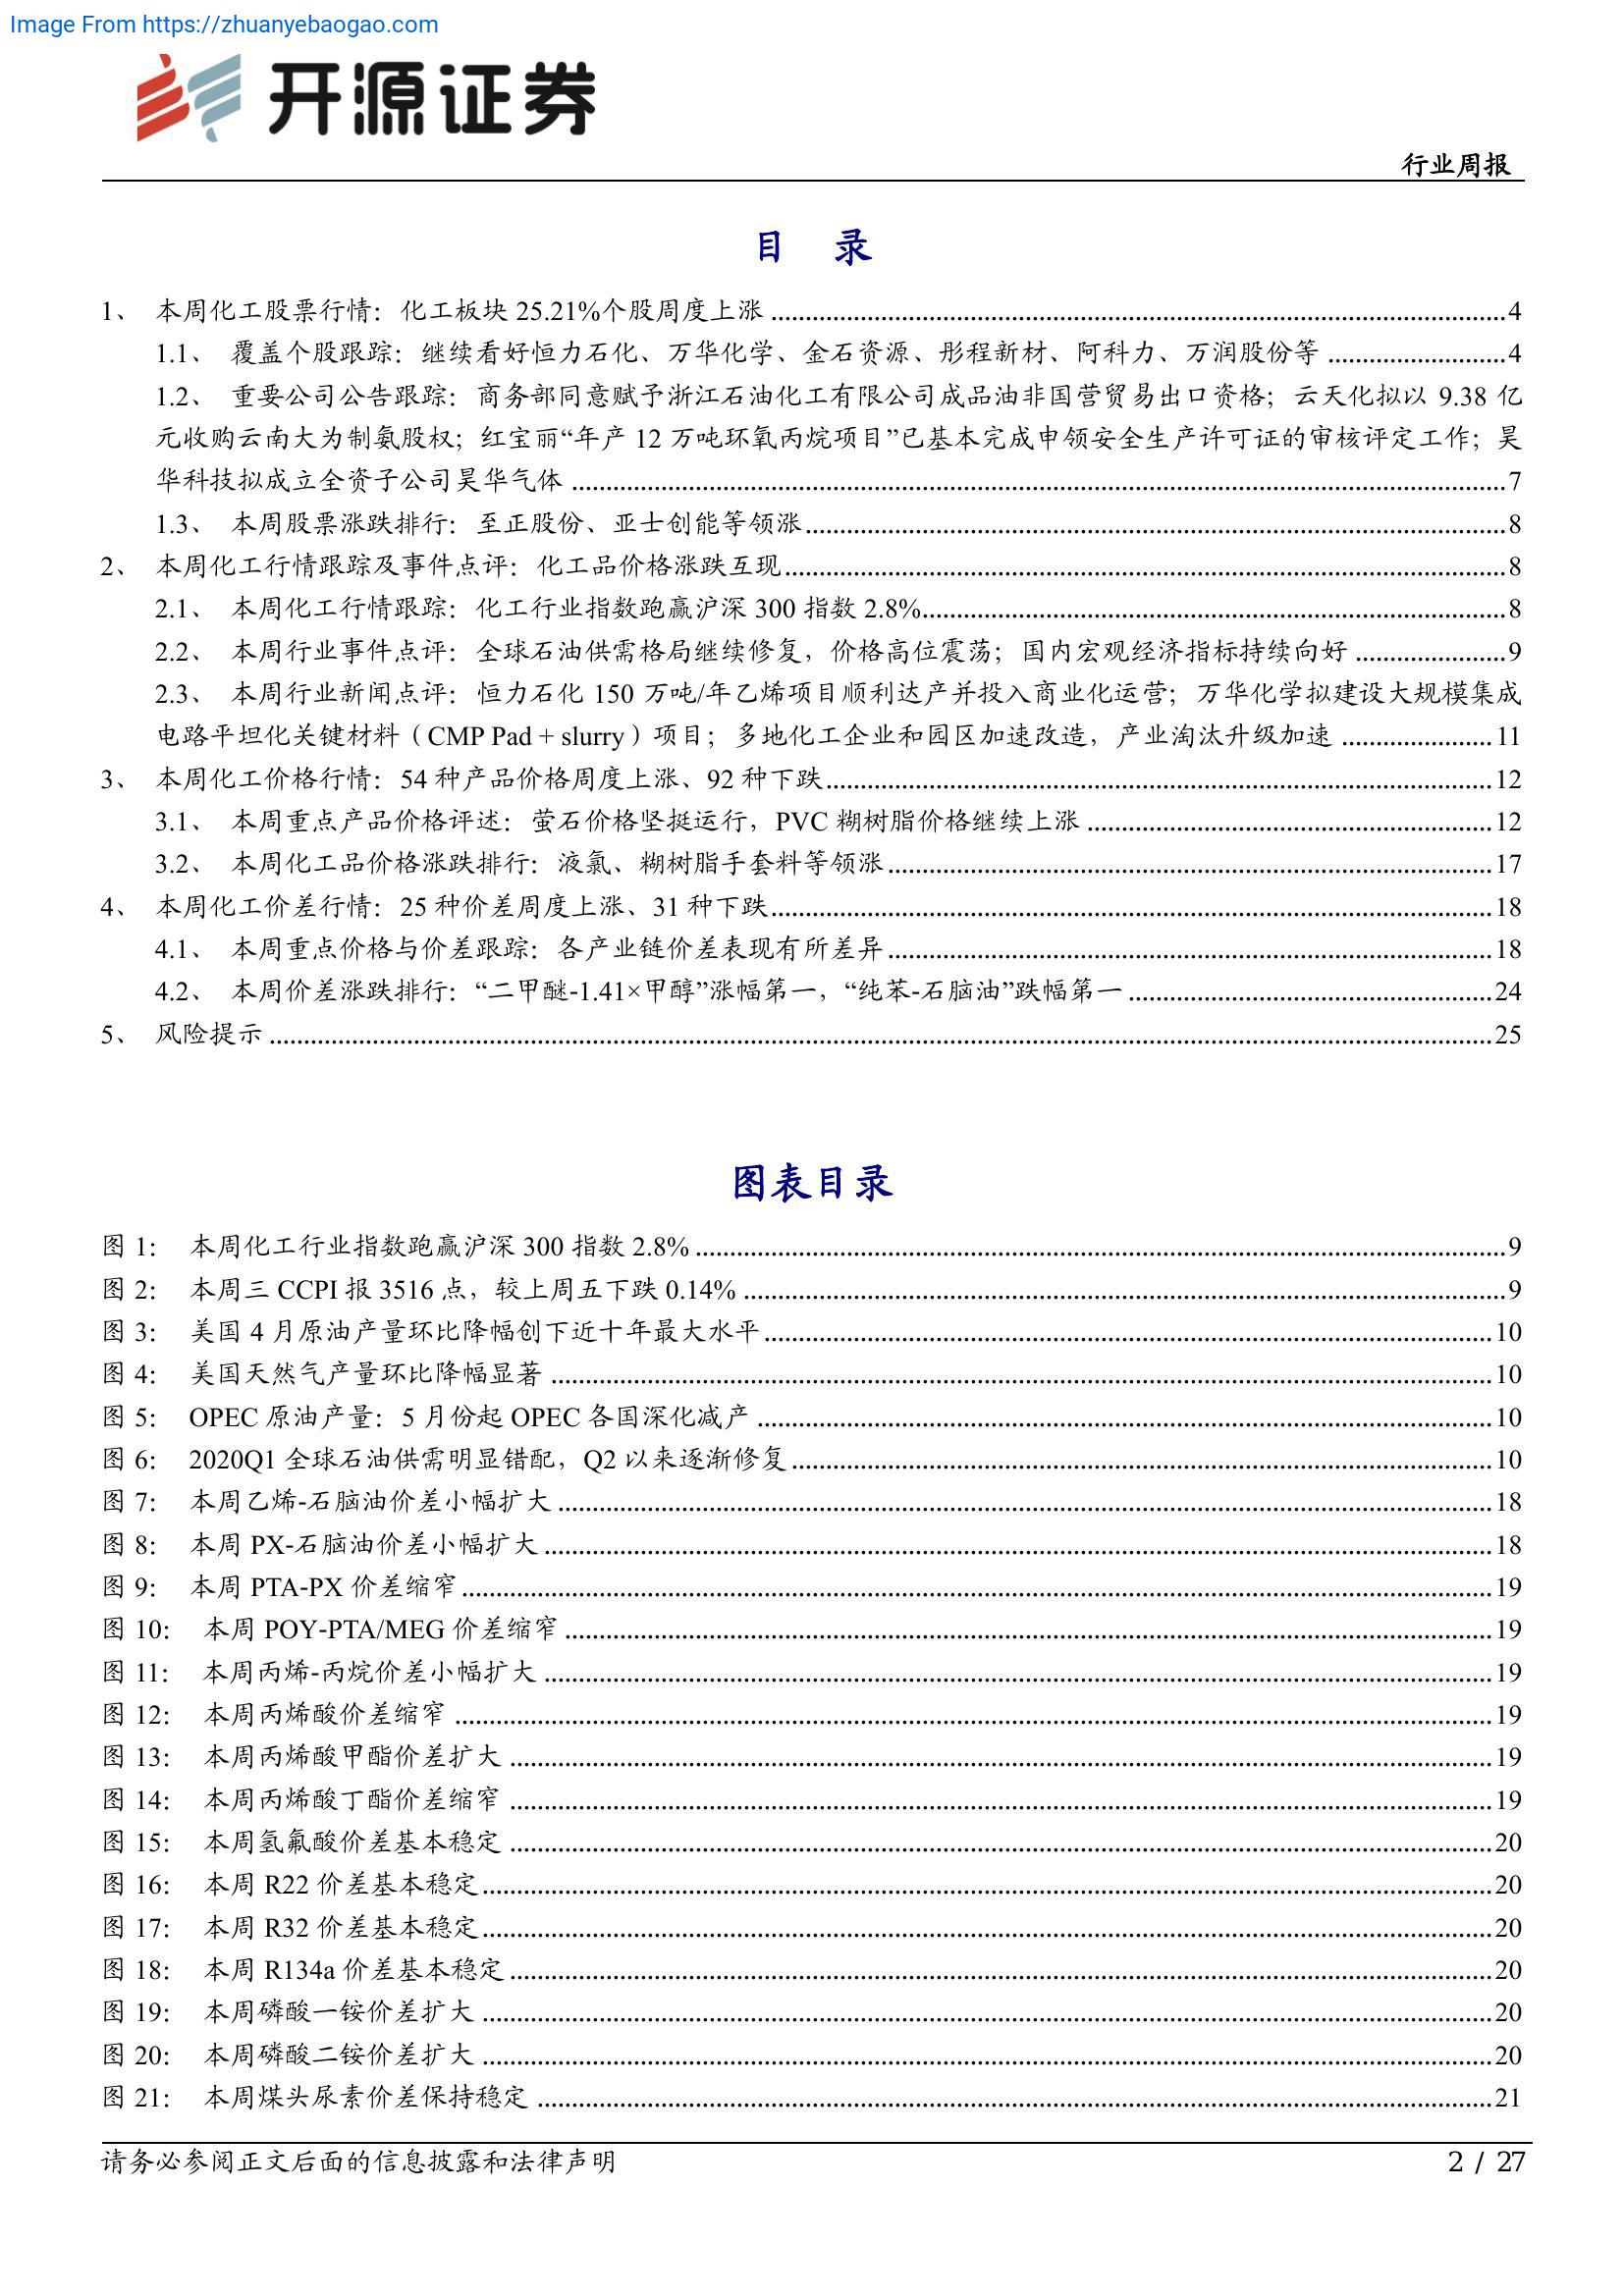 Image From https://zhuanyebaogao.com
开源证券
行业周报
目 录
1、 本周化工股票行情：化工板块 25.21%个股周度上涨 ........ 4
1.1、 覆盖个股跟踪：继续看好恒力石化、万华化学、金石资源、彤程新材、阿科力、万润股份等 ........ 4
1.2、 重要公司公告跟踪：商务部同意赋予浙江石油化工有限公司成品油非国营贸易出口资格；云天化拟以 9.38 亿
元收购云南大为制氨股权；红宝丽“年产 12 万吨环氧丙烷项目”已基本完成申领安全生产许可证的审核评定工作；昊
华科技拟成立全资子公司昊华气体 ........ 7
1.3、 本周股票涨跌排行：至正股份、亚士创能等领涨 ........ 8
2、 本周化工行情跟踪及事件点评：化工品价格涨跌互现 ........ 8
2.1、 本周化工行情跟踪：化工行业指数跑赢沪深 300 指数 2.8% ........ 8
2.2、 本周行业事件点评：全球石油供需格局继续修复，价格高位震荡；国内宏观经济指标持续向好 ........ 9
2.3、 本周行业新闻点评：恒力石化 150 万吨/年乙烯项目顺利达产并投入商业化运营；万华化学拟建设大规模集成
电路平坦化关键材料（CMP Pad + slurry）项目；多地化工企业和园区加速改造，产业淘汰升级加速 ........ 11
3、 本周化工价格行情：54 种产品价格周度上涨、92 种下跌 ........ 12
3.1、 本周重点产品价格评述：萤石价格坚挺运行，PVC 糊树脂价格继续上涨 ........ 12
3.2、 本周化工品价格涨跌排行：液氯、糊树脂手套料等领涨 ........ 17
4、 本周化工价差行情：25 种价差周度上涨、31 种下跌 ........ 18
4.1、 本周重点价格与价差跟踪：各产业链价差表现有所差异 ........ 18
4.2、 本周价差涨跌排行：“二甲醚-1.41×甲醇”涨幅第一，“纯苯-石脑油”跌幅第一 ........ 24
5、 风险提示 ........ 25
图表目录
图 1： 本周化工行业指数跑赢沪深 300 指数 2.8% ........ 9
图 2： 本周三 CCPI 报 3516 点，较上周五下跌 0.14% ........ 9
图 3： 美国 4 月原油产量环比降幅创下近十年最大水平 ........ 10
图 4： 美国天然气产量环比降幅显著 ........ 10
图 5： OPEC 原油产量：5 月份起 OPEC 各国深化减产 ........ 10
图 6： 2020Q1 全球石油供需明显错配，Q2 以来逐渐修复 ........ 10
图 7： 本周乙烯-石脑油价差小幅扩大 ........ 18
图 8： 本周 PX-石脑油价差小幅扩大 ........ 18
图 9： 本周 PTA-PX 价差缩窄 ........ 19
图 10： 本周 POY-PTA/MEG 价差缩窄 ........ 19
图 11： 本周丙烯-丙烷价差小幅扩大 ........ 19
图 12： 本周丙烯酸价差缩窄 ........ 19
图 13： 本周丙烯酸甲酯价差扩大 ........ 19
图 14： 本周丙烯酸丁酯价差缩窄 ........ 19
图 15： 本周氢氟酸价差基本稳定 ........ 20
图 16： 本周 R22 价差基本稳定 ........ 20
图 17： 本周 R32 价差基本稳定 ........ 20
图 18： 本周 R134a 价差基本稳定 ........ 20
图 19： 本周磷酸一铵价差扩大 ........ 20
图 20： 本周磷酸二铵价差扩大 ........ 20
图 21： 本周煤头尿素价差保持稳定 ........ 21
请务必参阅正文后面的信息披露和法律声明
2 / 27